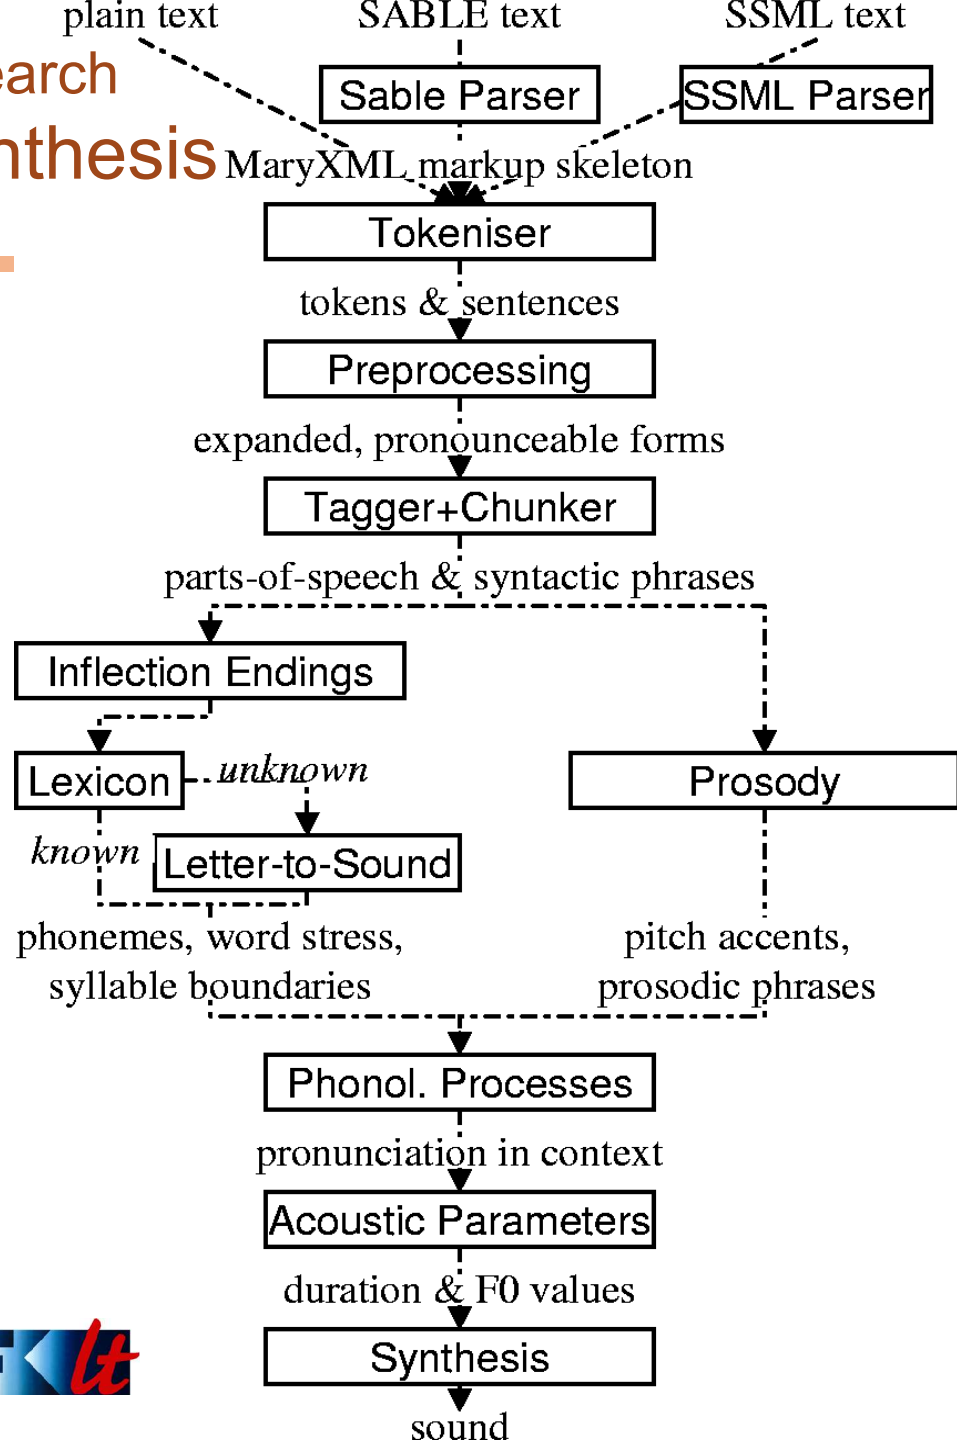 plain text
SABLE text
SSML text
earch
Sable Parser
SSML Parser
nthesis
MaryXML markup skeleton
Tokeniser
tokens & sentences
Preprocessing
expanded, pronounceable forms
Tagger+Chunker
parts-of-speech & syntactic phrases
Inflection Endings
Lexicon
unknown
Prosody
known
Letter-to-Sound
phonemes, word stress,
syllable boundaries
pitch accents,
prosodic phrases
Phonol. Processes
pronunciation in context
Acoustic Parameters
duration & F0 values
Synthesis
lt
sound